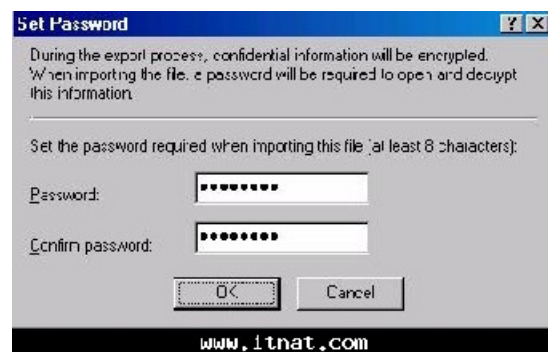 Set Password
During the export process, confidential information will be encrypted.
When importing the file, a password will be required to open and decrypt
this information.
Set the password required when importing this file (at least 8 characters):
Password:
••••••••
Confirm password:
••••••••
OK
Cancel
www.itnat.com